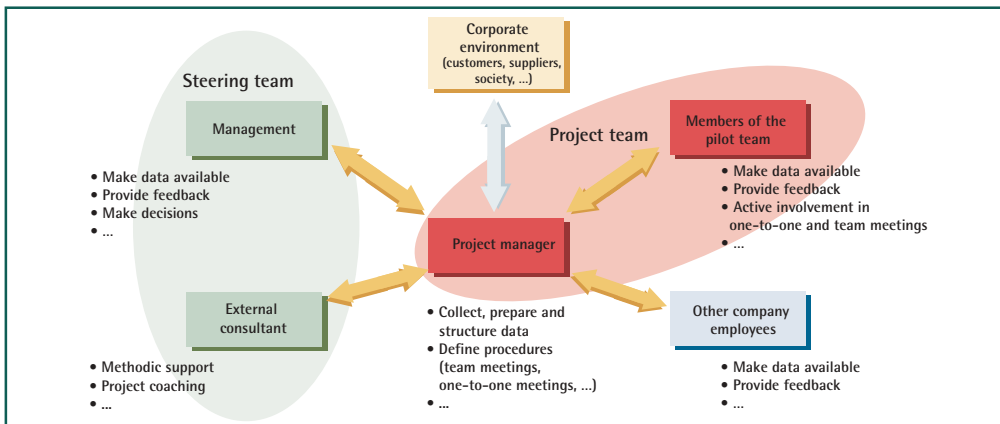 Corporate
environment
(customers, suppliers,
society, ...)
Steering team
Management
• Make data available
• Provide feedback
• Make decisions
• ...
External
consultant
• Methodic support
• Project coaching
• ...
Project team
Project manager
• Collect, prepare and
structure data
• Define procedures
(team meetings,
one-to-one meetings, ...)
• ...
Members of the
pilot team
• Make data available
• Provide feedback
• Active involvement in
one-to-one and team meetings
• ...
Other company
employees
• Make data available
• Provide feedback
• ...